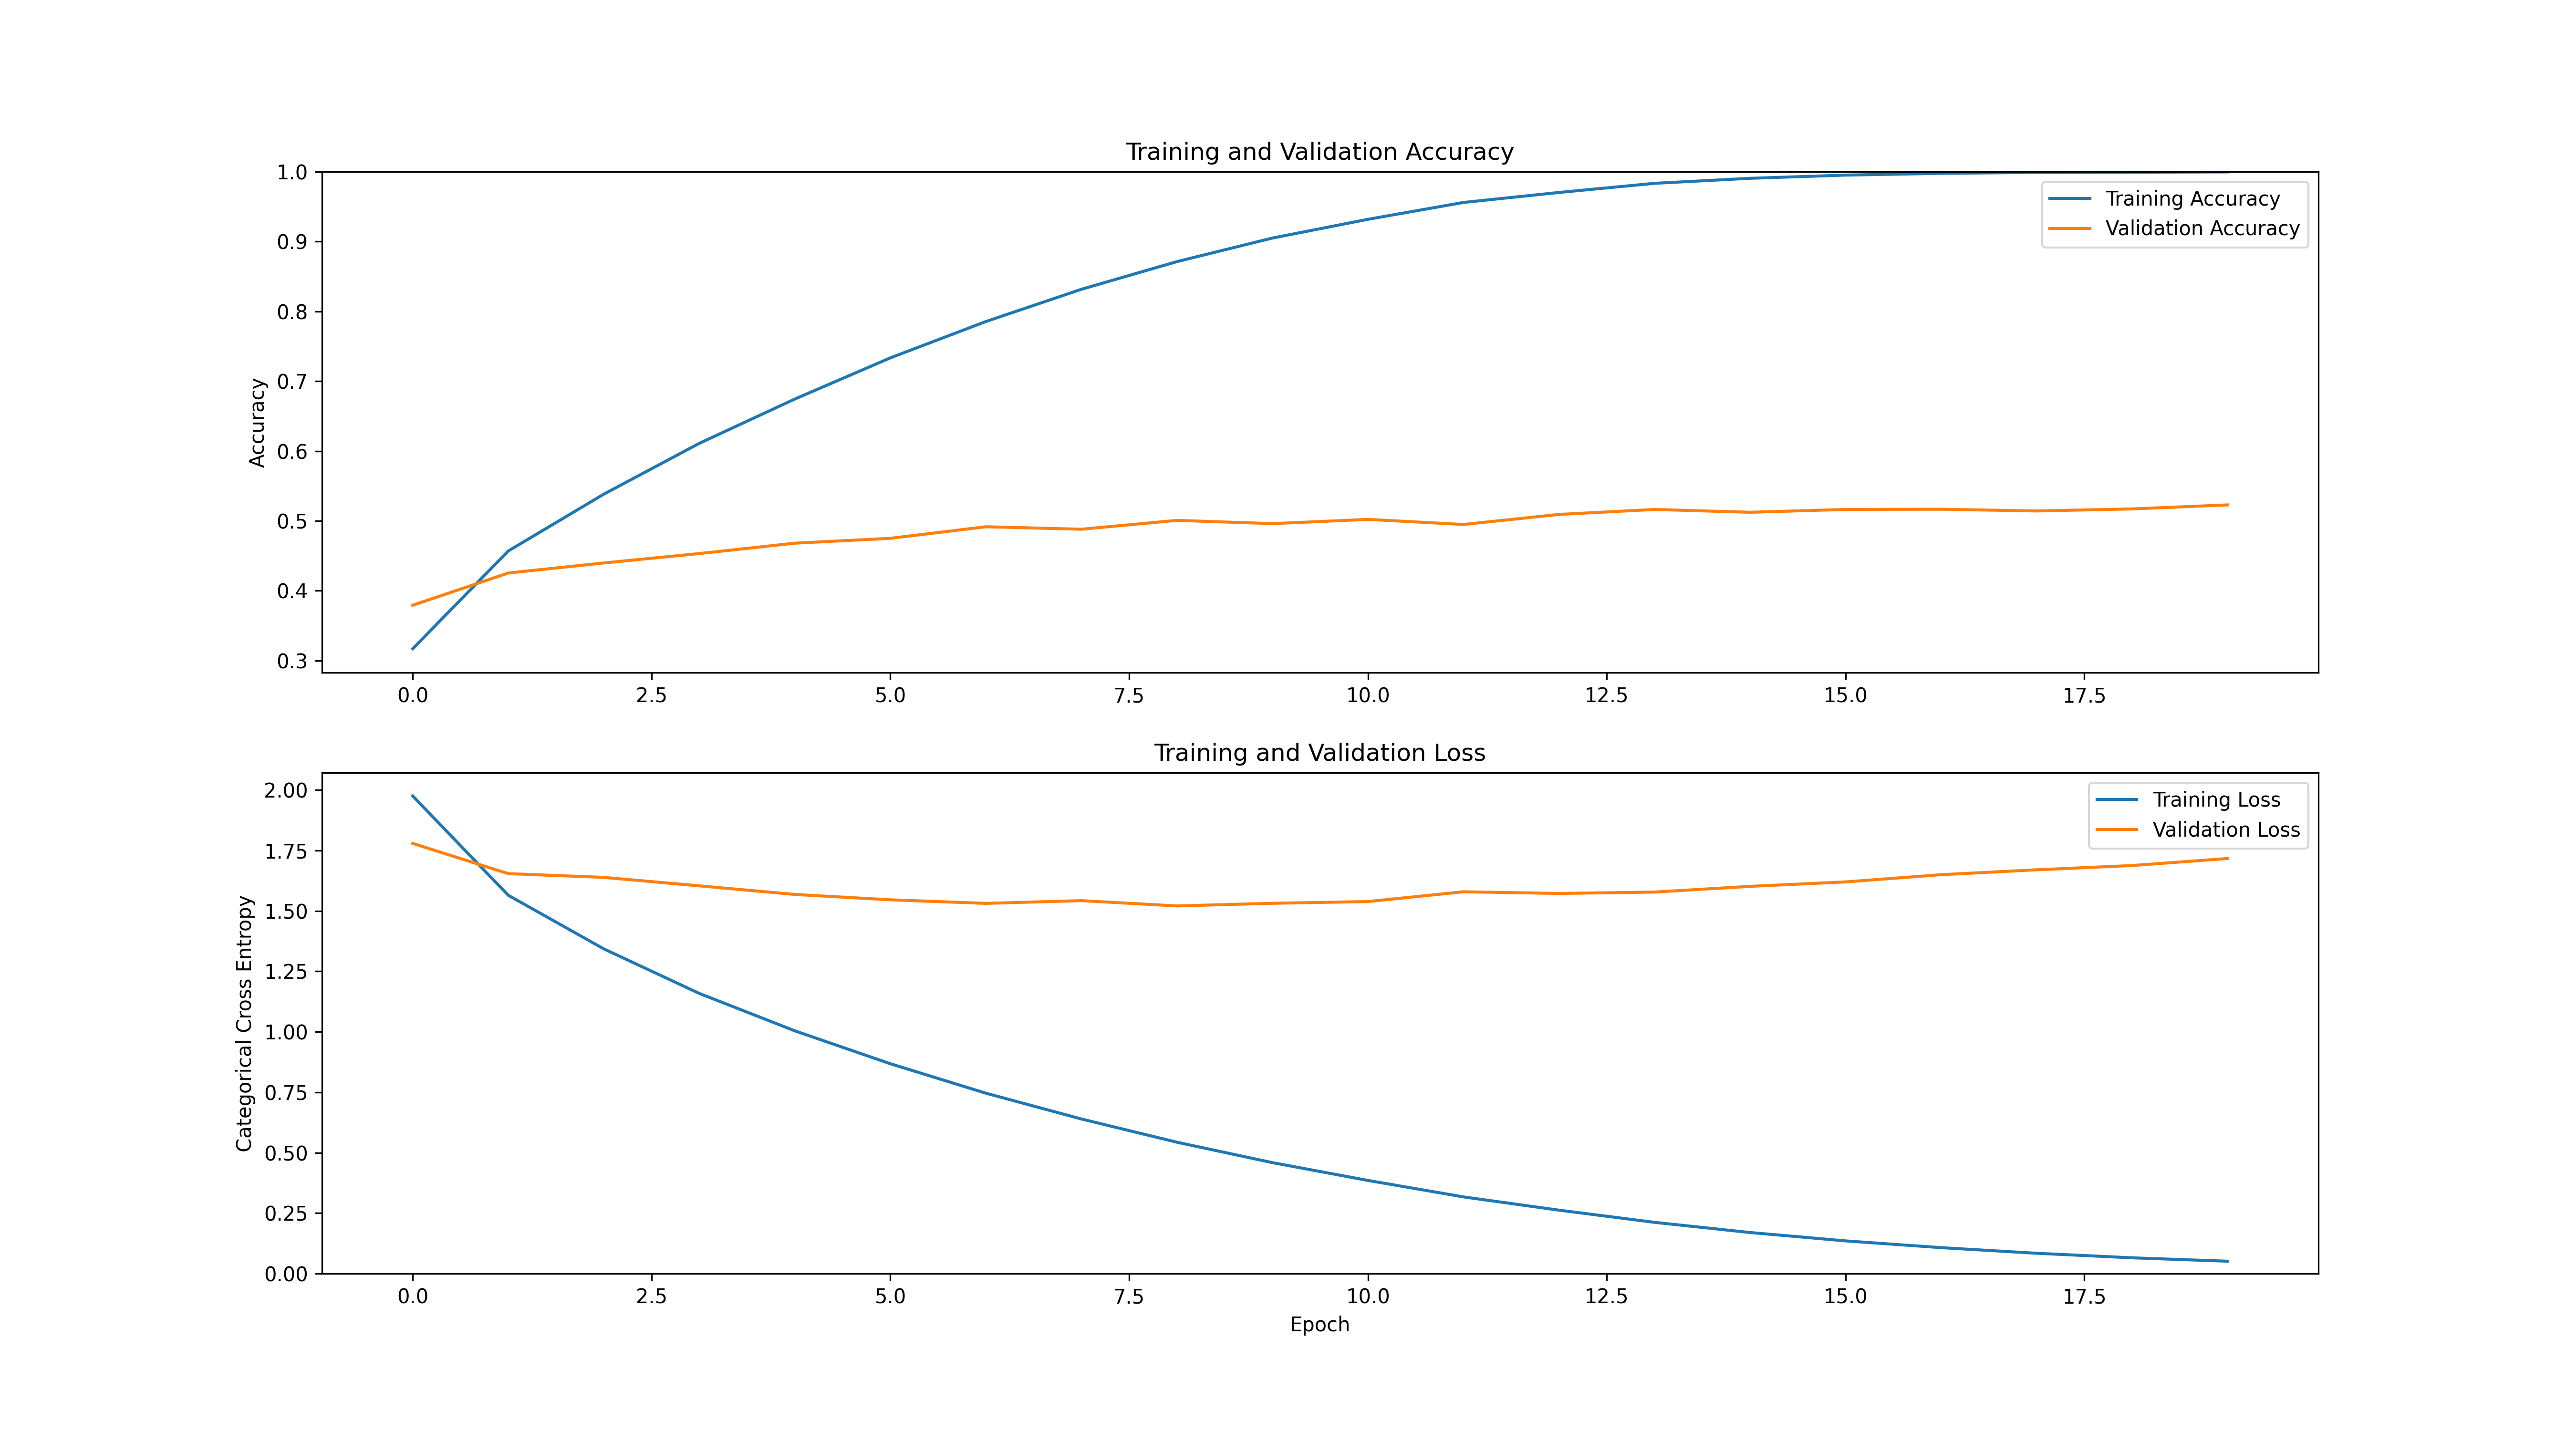 Training and Validation Accuracy
1.0
0.9
0.8
0.7
0.6
0.5
0.4
0.3
Accuracy
Training Accuracy
Validation Accuracy
0.0 2.5 5.0 7.5 10.0 12.5 15.0 17.5
Training and Validation Loss
2.00
1.75
1.50
1.25
1.00
0.75
0.50
0.25
0.00
Categorical Cross Entropy
Training Loss
Validation Loss
0.0 2.5 5.0 7.5 10.0 12.5 15.0 17.5
Epoch